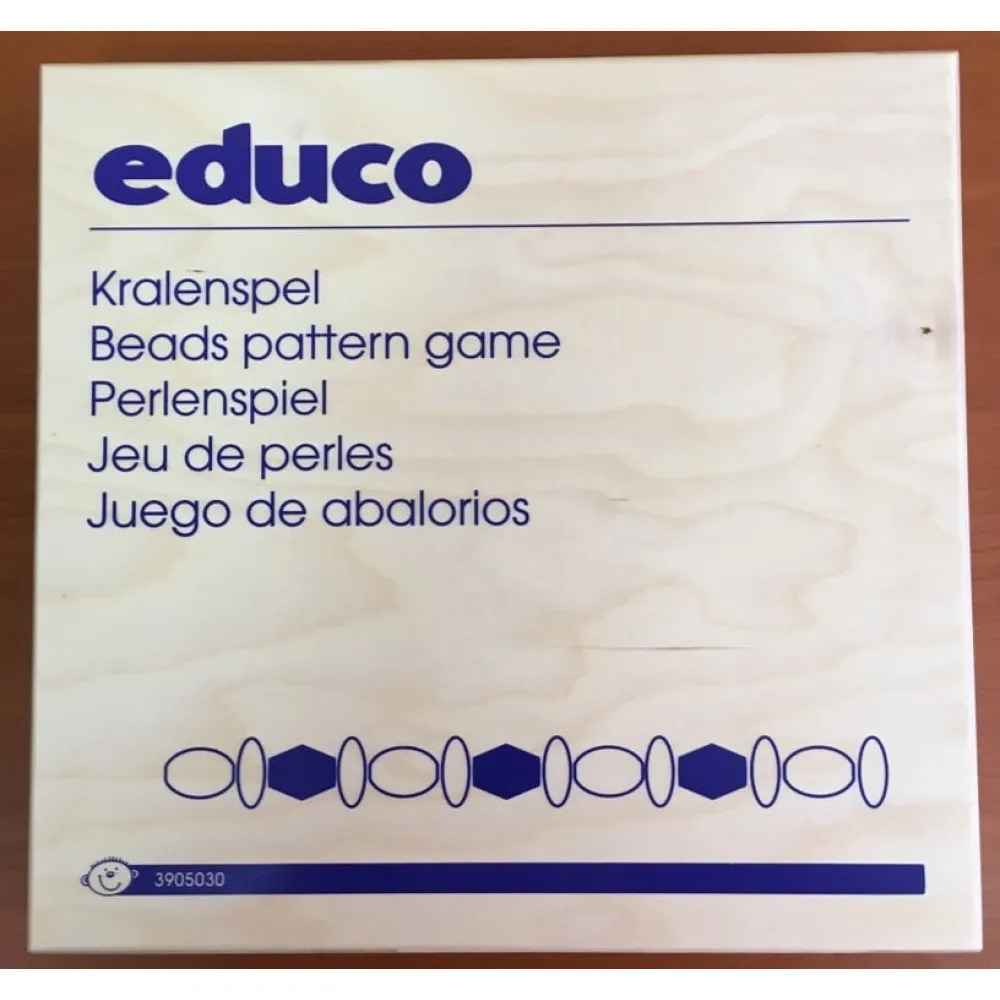 educo
Kralenspel
Beads pattern game
Perlenspiel
Jeu de perles
Juego de abalorios
3905030